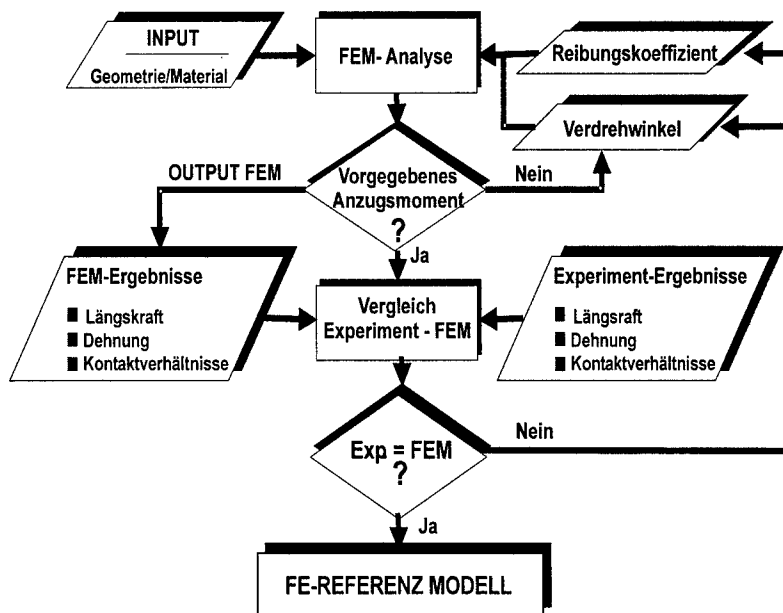 INPUT
Geometrie/Material
FEM- Analyse
Reibungskoeffizient
Verdrehwinkel
OUTPUT FEM
Vorgegebenes
Anzugsmoment
?
Nein
Ja
FEM-Ergebnisse
Längskraft
Dehnung
Kontaktverhältnisse
Vergleich
Experiment - FEM
Experiment-Ergebnisse
Längsraft
Dehnung
Kontaktverhältnisse
Exp. = FEM
?
Nein
Ja
FE-REFERENZ MODELL